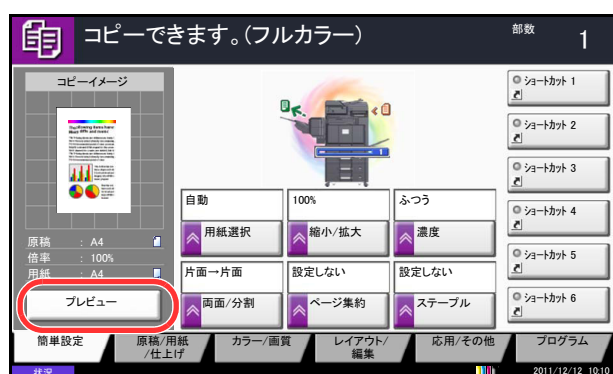 コピーできます。(フルカラー)
部数
1
コピーイメージ
原稿 : A4
倍率 : 100%
用紙 : A4
プレビュー
自動
用紙選択
100%
縮小/拡大
ふつう
濃度
片面→片面
両面/分割
設定しない
ページ集約
設定しない
ステープル
ショートカット 1
ショートカット 2
ショートカット 3
ショートカット 4
ショートカット 5
ショートカット 6
簡単設定
原稿/用紙
/仕上げ
カラー/画質
レイアウト/
編集
応用/その他
プログラム
状況
2011/12/12 10:10